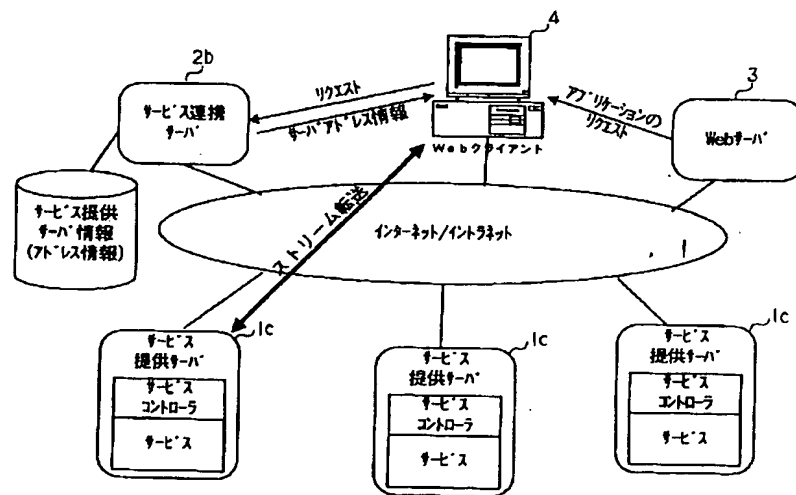 4
2b
サービス連携
サーバ
リクエスト
サーバアドレス情報
Webクライアント
アプリケーションの
リクエスト
3
Webサーバ
サービス提供
サーバ情報
(アドレス情報)
ストリーム転送
インターネット/イントラネット
1c
サービス
提供サーバ
サービス
コントローラ
サービス
1c
サービス
提供サーバ
サービス
コントローラ
サービス
1c
サービス
提供サーバ
サービス
コントローラ
サービス